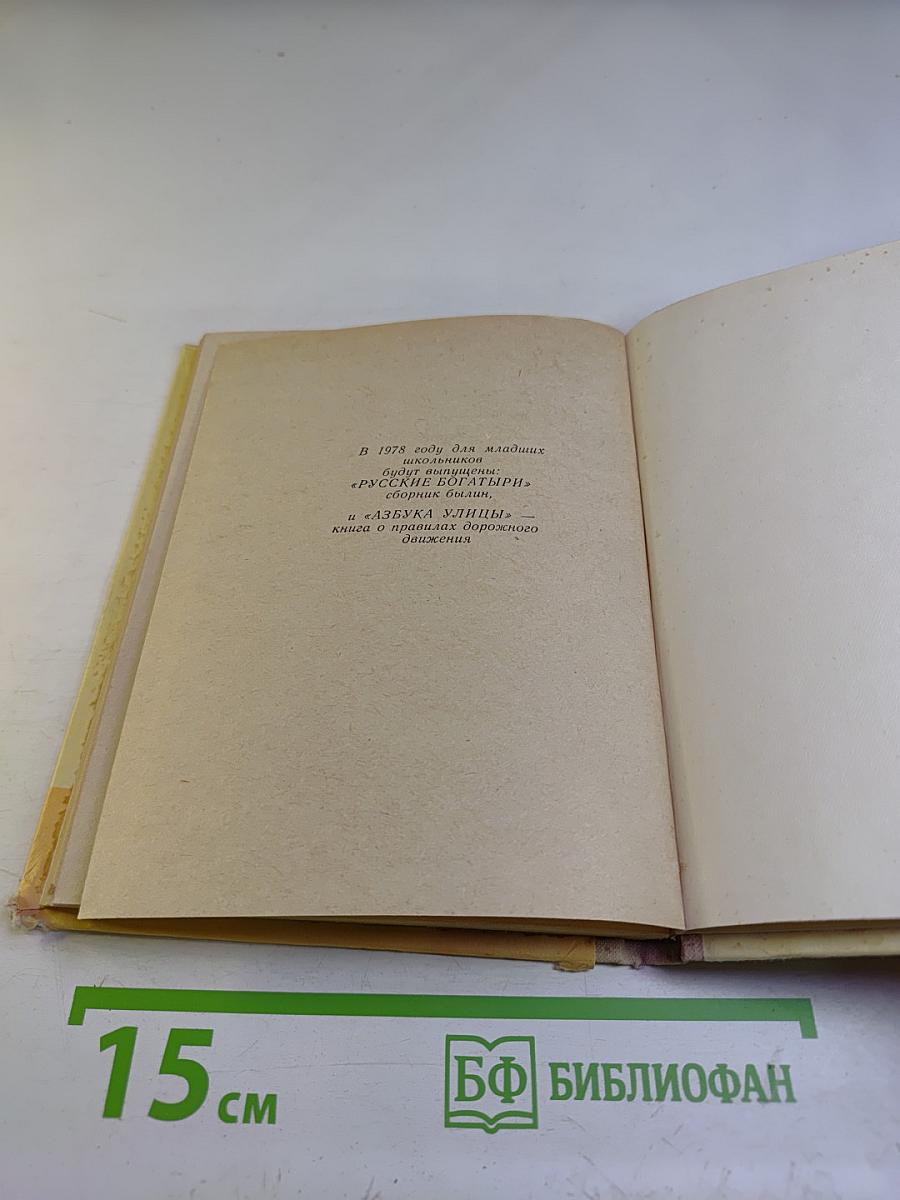 В 1978 году для младших
школьников
будут выпущены:
«РУССКИЕ БОГАТЫРИ»
сборник былин,
и «АЗБУКА УЛИЦЫ» —
книга о правилах дорожного
движения
15 см
БФ БИБЛИОФАН